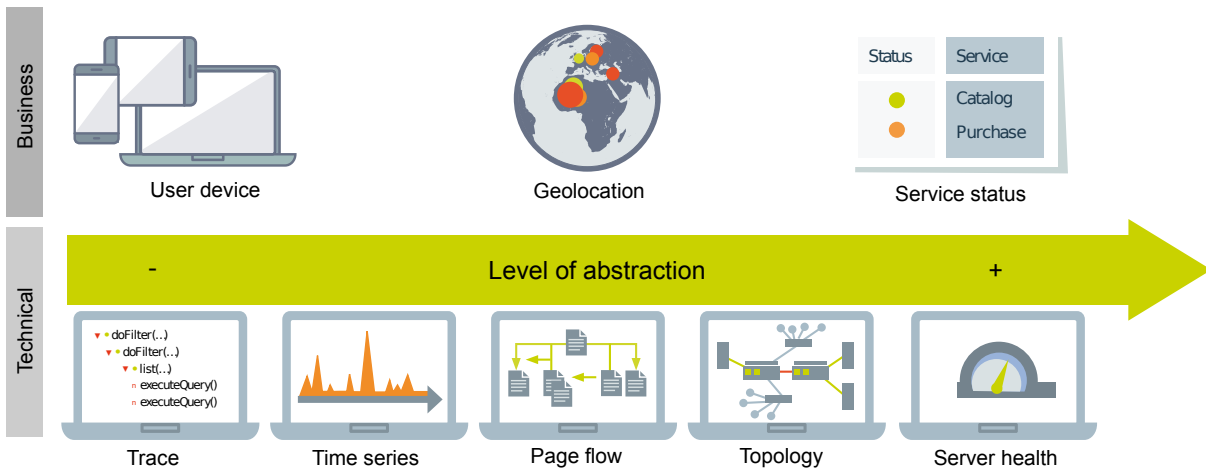 Business
Status
Service
Catalog
Purchase
User device
Geolocation
Service status
Technical
-
Level of abstraction
+
▼ • doFilter(...)
▼ • doFilter(...)
▼ • list(...)
n executeQuery()
n executeQuery()
Trace
Time series
Page flow
Topology
Server health